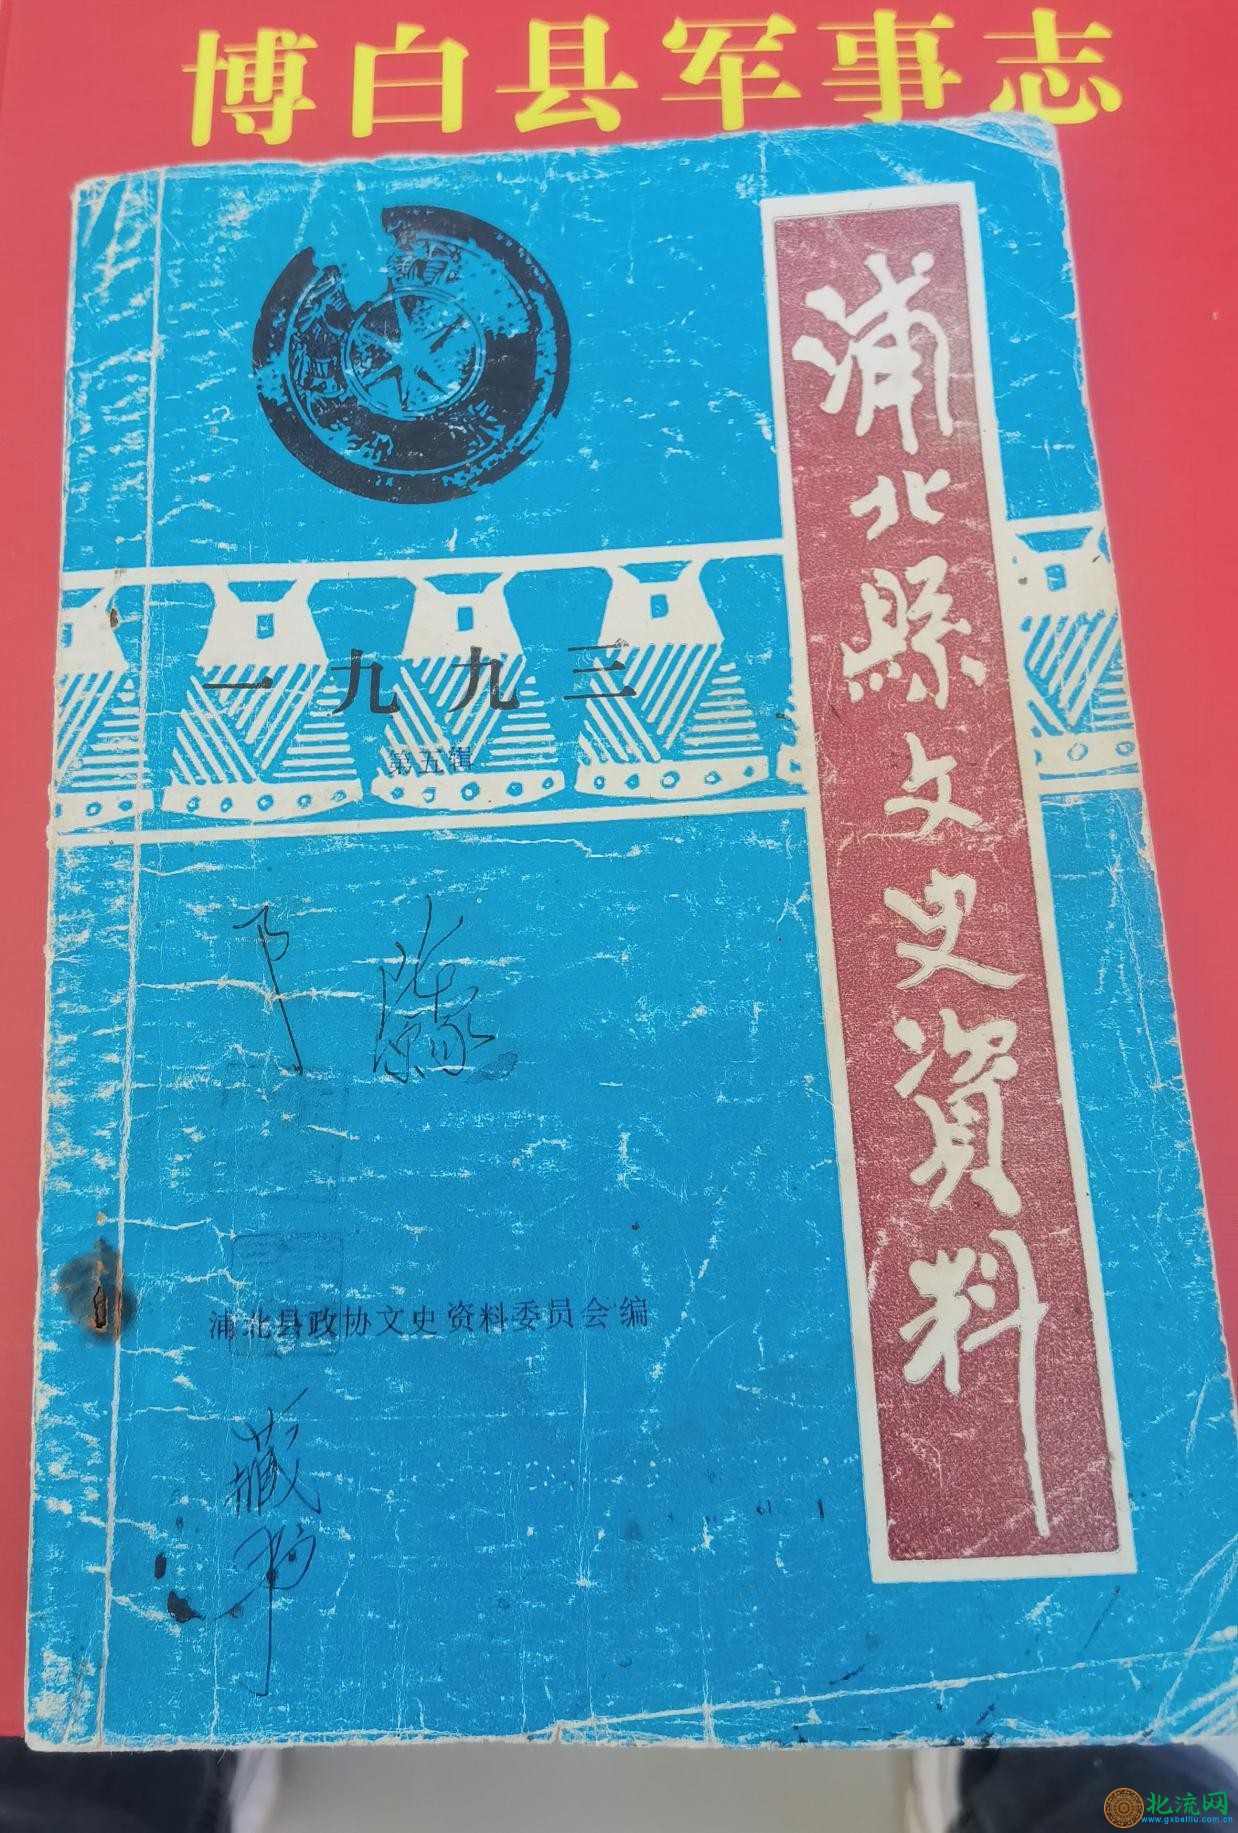 博白县军事志
浦北縣文史資料
一九九三
第五辑
浦北县政协文史资料委员会编
藏书
北流网
www.gxbeiliu.com.cn